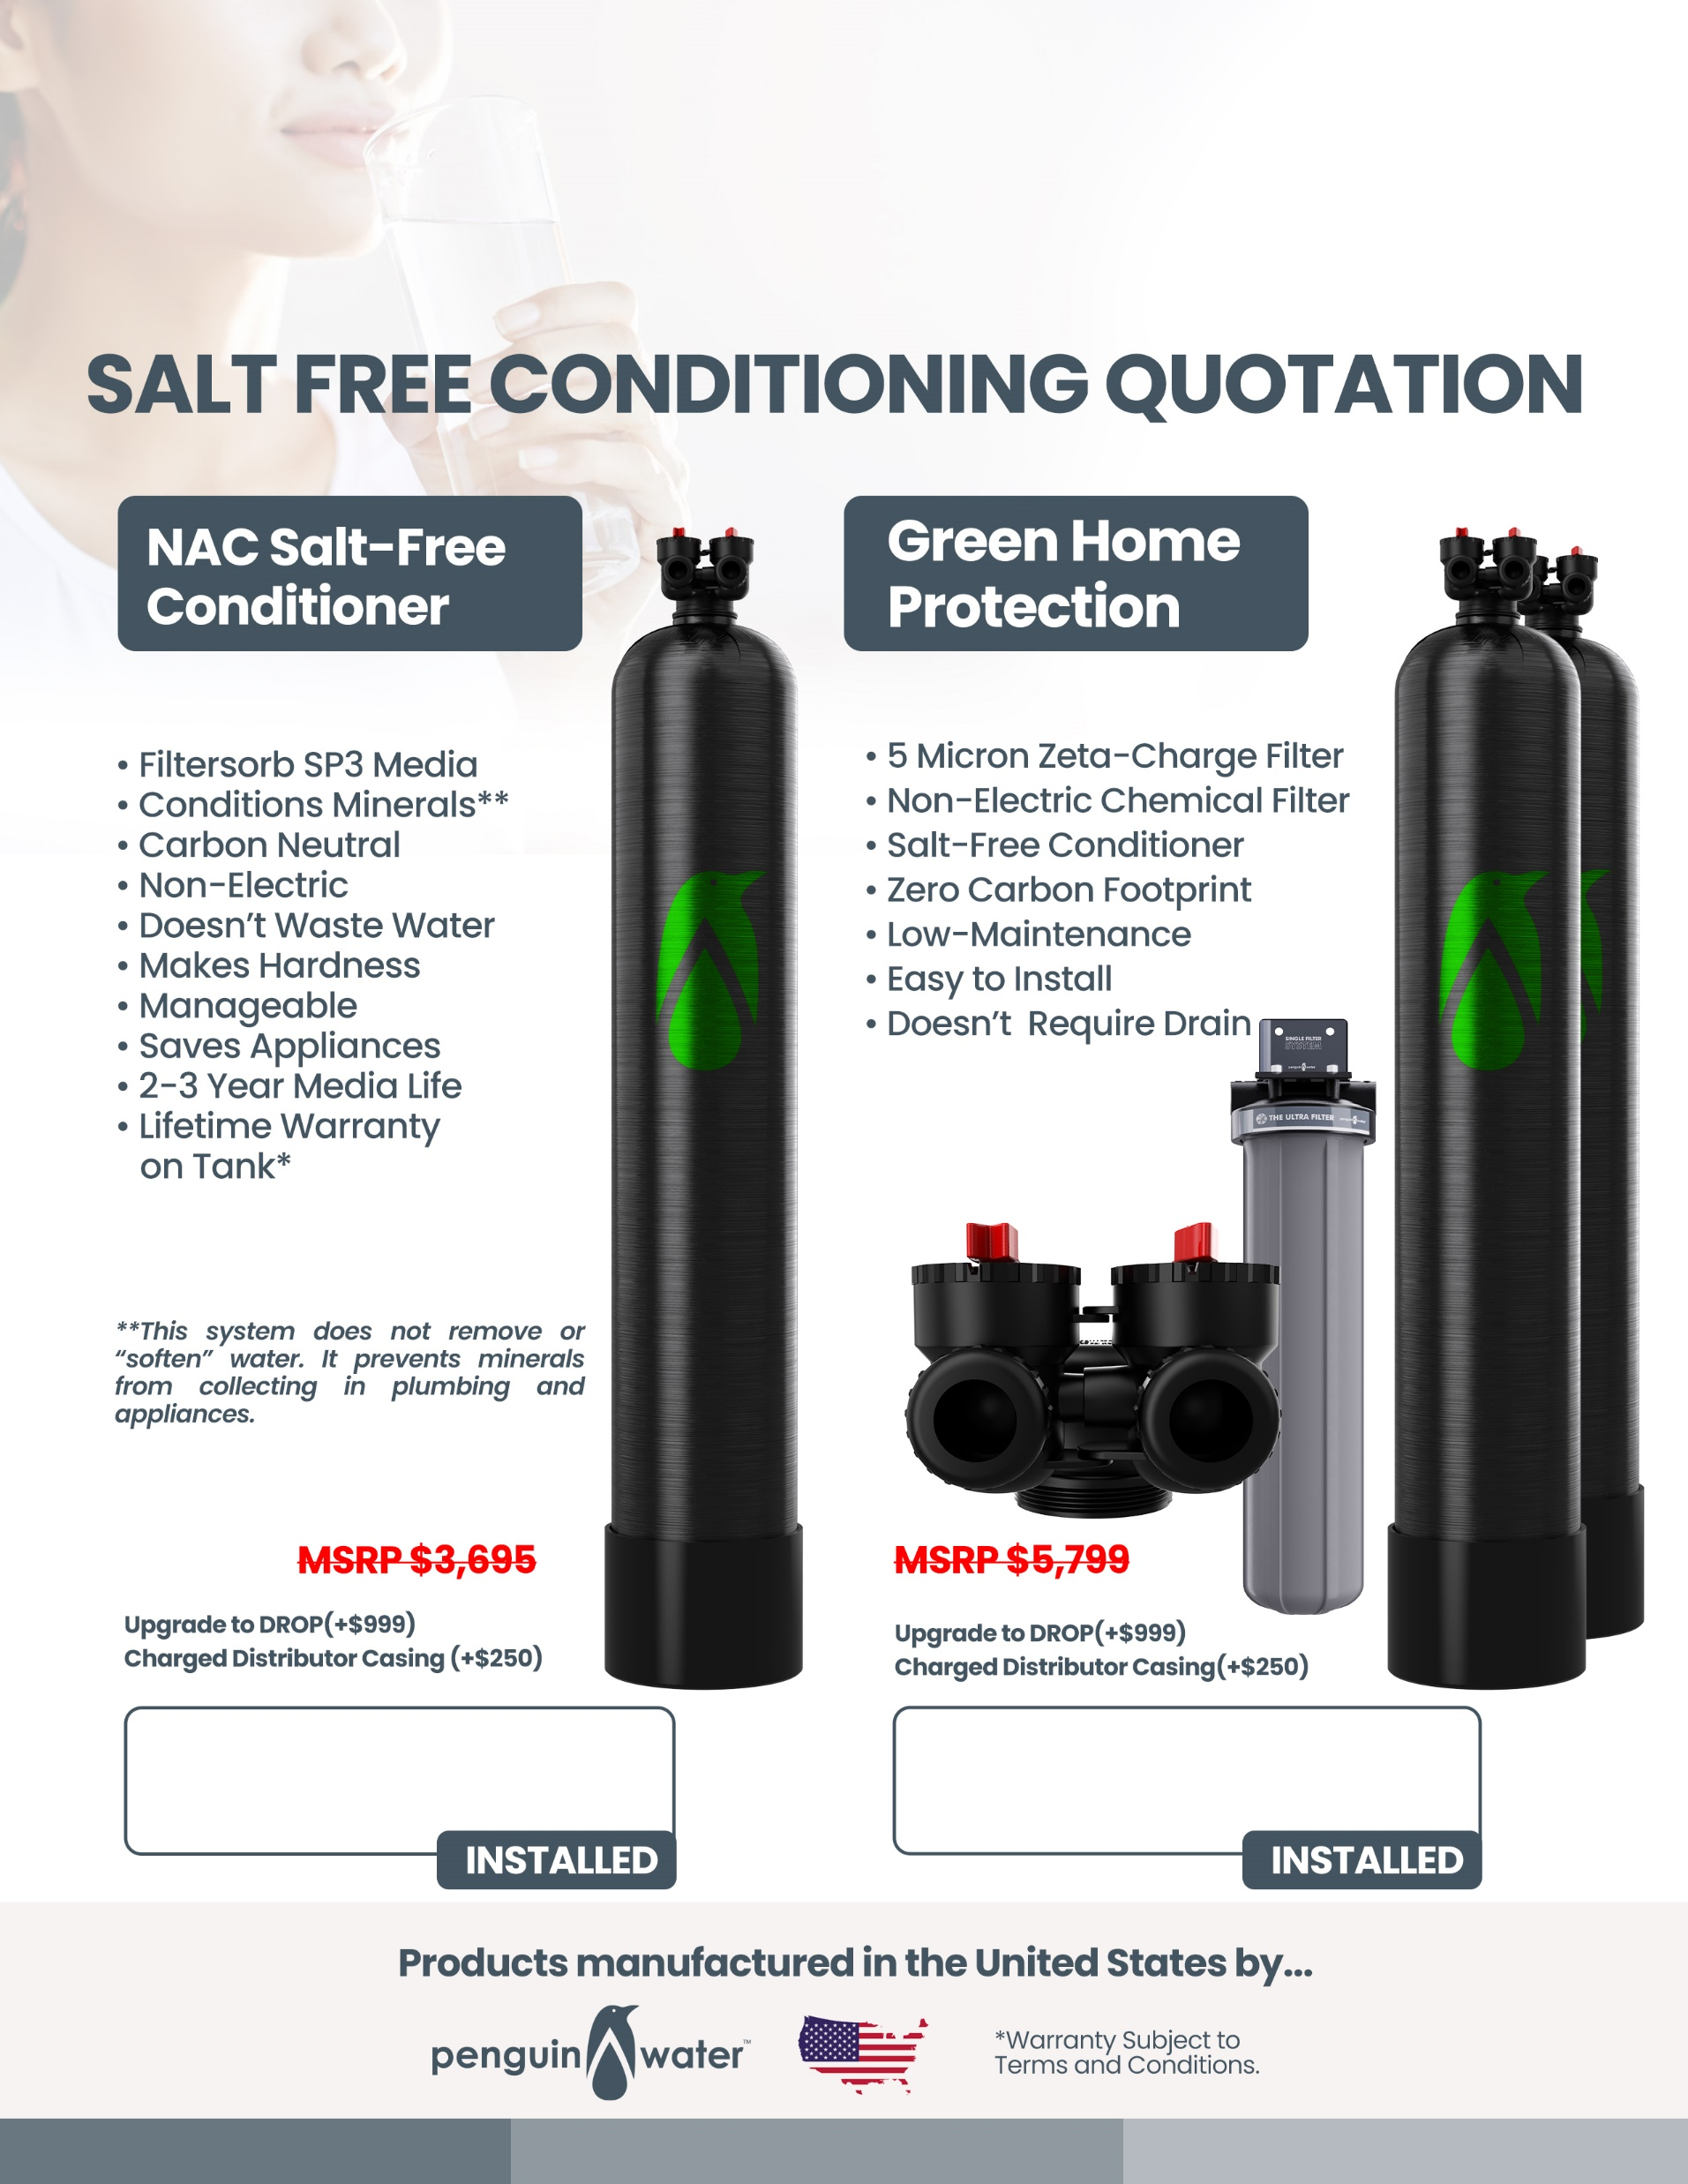 SALT FREE CONDITIONING QUOTATION
NAC Salt-Free
Conditioner
• Filtersorb SP3 Media
• Conditions Minerals**
• Carbon Neutral
• Non-Electric
• Doesn't Waste Water
• Makes Hardness
• Manageable
• Saves Appliances
• 2-3 Year Media Life
• Lifetime Warranty
on Tank*
**This system does not remove or
“soften” water. It prevents minerals
from collecting in plumbing and
appliances.
MSRP $3,695
Upgrade to DROP(+$999)
Charged Distributor Casing (+$250)
INSTALLED
Green Home
Protection
• 5 Micron Zeta-Charge Filter
• Non-Electric Chemical Filter
• Salt-Free Conditioner
• Zero Carbon Footprint
• Low-Maintenance
• Easy to Install
• Doesn't Require Drain
SINGLE FILTER
SYSTEM
penguin water
THE ULTRA FILTER
MSRP $5,799
Upgrade to DROP(+$999)
Charged Distributor Casing(+$250)
INSTALLED
Products manufactured in the United States by...
penguin water™
*Warranty Subject to
Terms and Conditions.